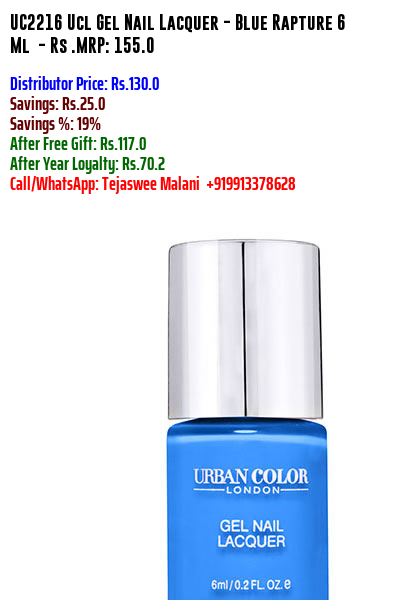 UC2216 Ucl Gel Nail Lacquer - Blue Rapture 6
Ml - Rs .MRP: 155.0
Distributor Price: Rs.130.0
Savings: Rs.25.0
Savings %: 19%
After Free Gift: Rs.117.0
After Year Loyalty: Rs.70.2
Call/WhatsApp: Tejaswee Malani +919913378628
URBAN COLOR
LONDON
GEL NAIL
LACQUER
6ml/0.2 FL. OZ. e